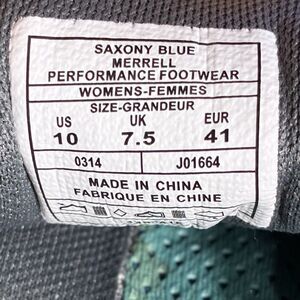 SAXONY BLUE
MERRELL
PERFORMANCE FOOTWEAR
WOMENS-FEMMES
SIZE-GRANDEUR
US UK EUR
10 7.5 41
0314 J01664
MADE IN CHINA
FABRIQUE EN CHINE